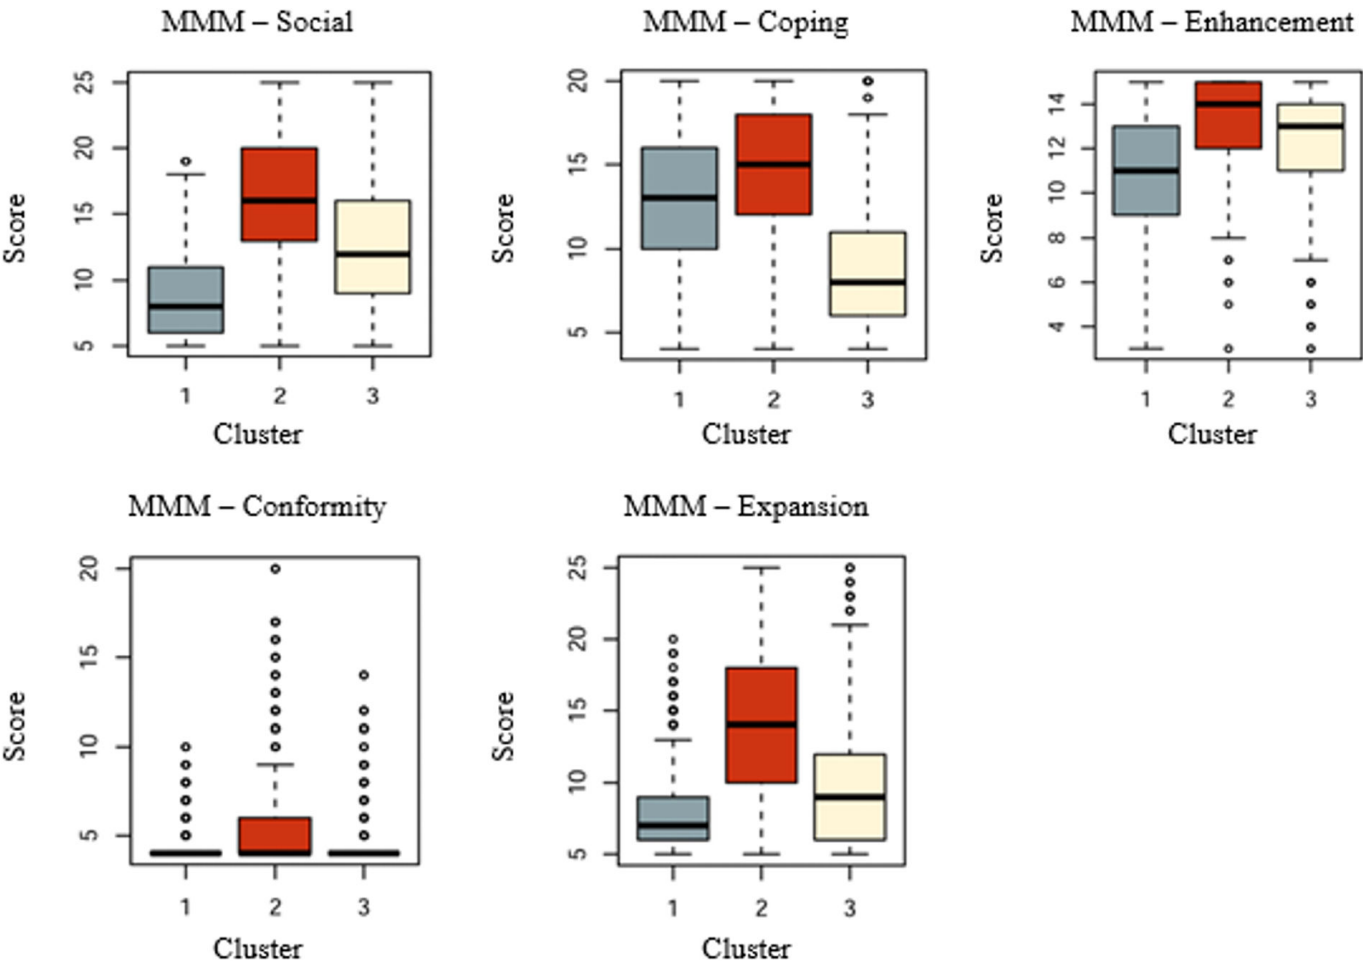 MMM – Social
Score
25
20
15
10
5
1 2 3
Cluster
MMM – Coping
Score
20
15
10
5
1 2 3
Cluster
MMM – Enhancement
Score
14
12
10
8
6
4
1 2 3
Cluster
MMM – Conformity
Score
20
15
10
5
1 2 3
Cluster
MMM – Expansion
Score
25
20
15
10
5
1 2 3
Cluster